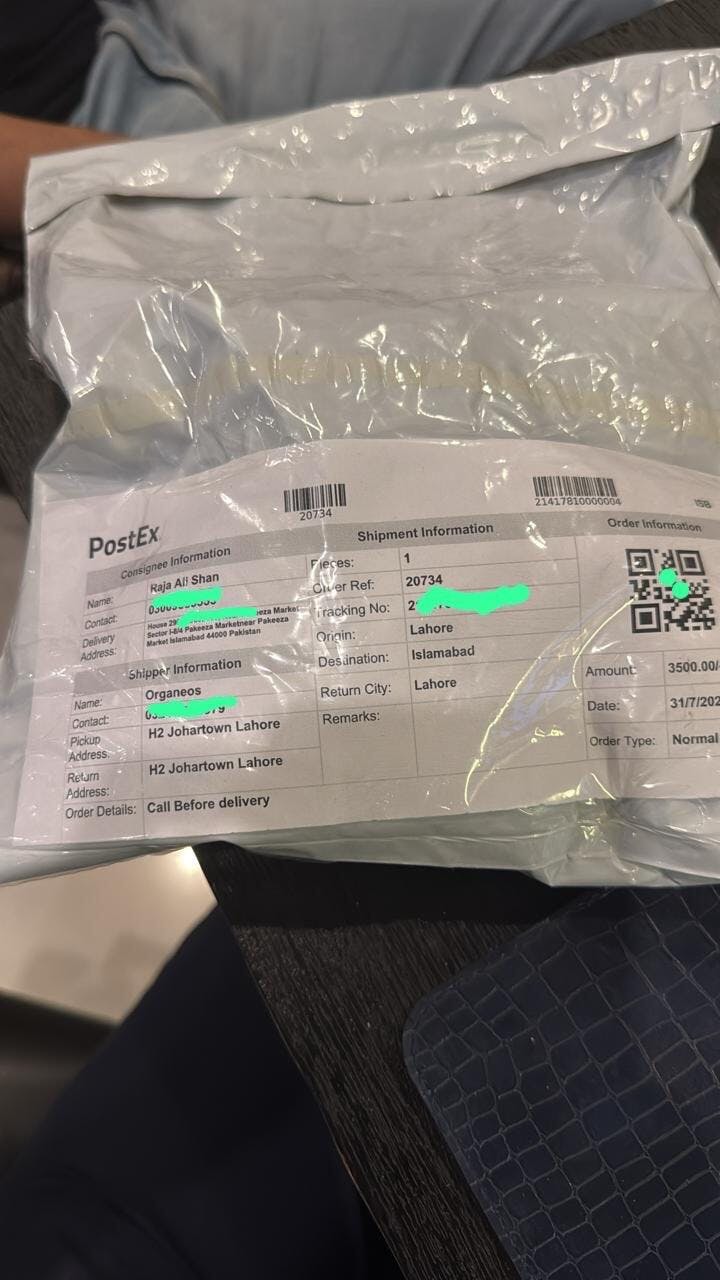 20734
21417810000004
ISB
PostEx
Consignee Information
Shipment Information
Order Information
Name: Raja Ali Shan
Contact:
Delivery Address: House
Market
Sector I-8/4 Pakeeza Marketnear Pakeeza
Market Islamabad 44000 Pakistan
Pieces: 1
Order Ref: 20734
Tracking No:
Origin: Lahore
Destination: Islamabad
Return City: Lahore
Remarks:
Shipper Information
Name: Organeos
Contact:
Pickup Address: H2 Johartown Lahore
Return Address: H2 Johartown Lahore
Order Details: Call Before delivery
Amount: 3500.00/
Date: 31/7/202
Order Type: Normal